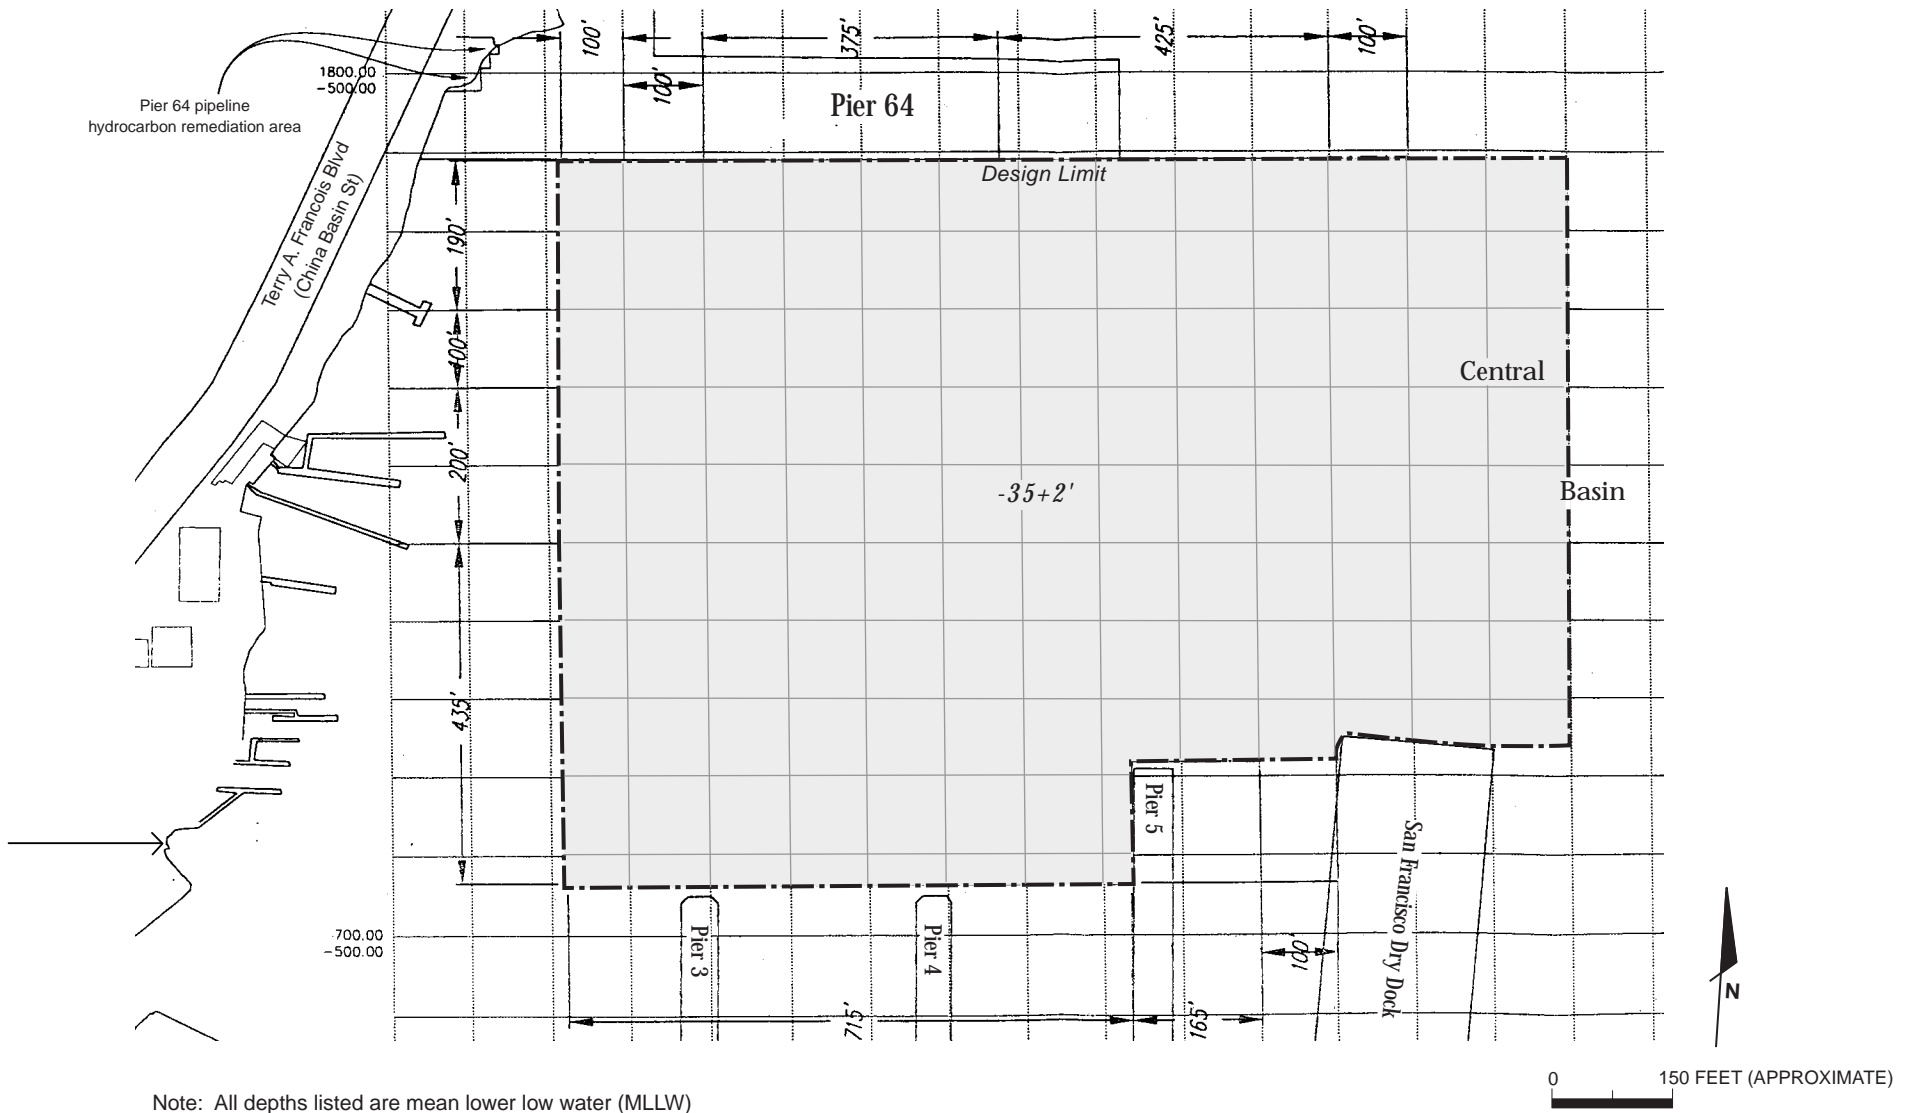 100'
375'
425'
100'
1800.00
-500.00
100'
Pier 64
Pier 64 pipeline
hydrocarbon remediation area
Terry A. Francois Blvd
(China Basin St)
Design Limit
190'
100'
Central
200'
-35+2'
Basin
435'
Pier 5
San Francisco Dry Dock
700.00
-500.00
Pier 3
Pier 4
100'
N
715'
165'
0
150 FEET (APPROXIMATE)
Note: All depths listed are mean lower low water (MLLW)